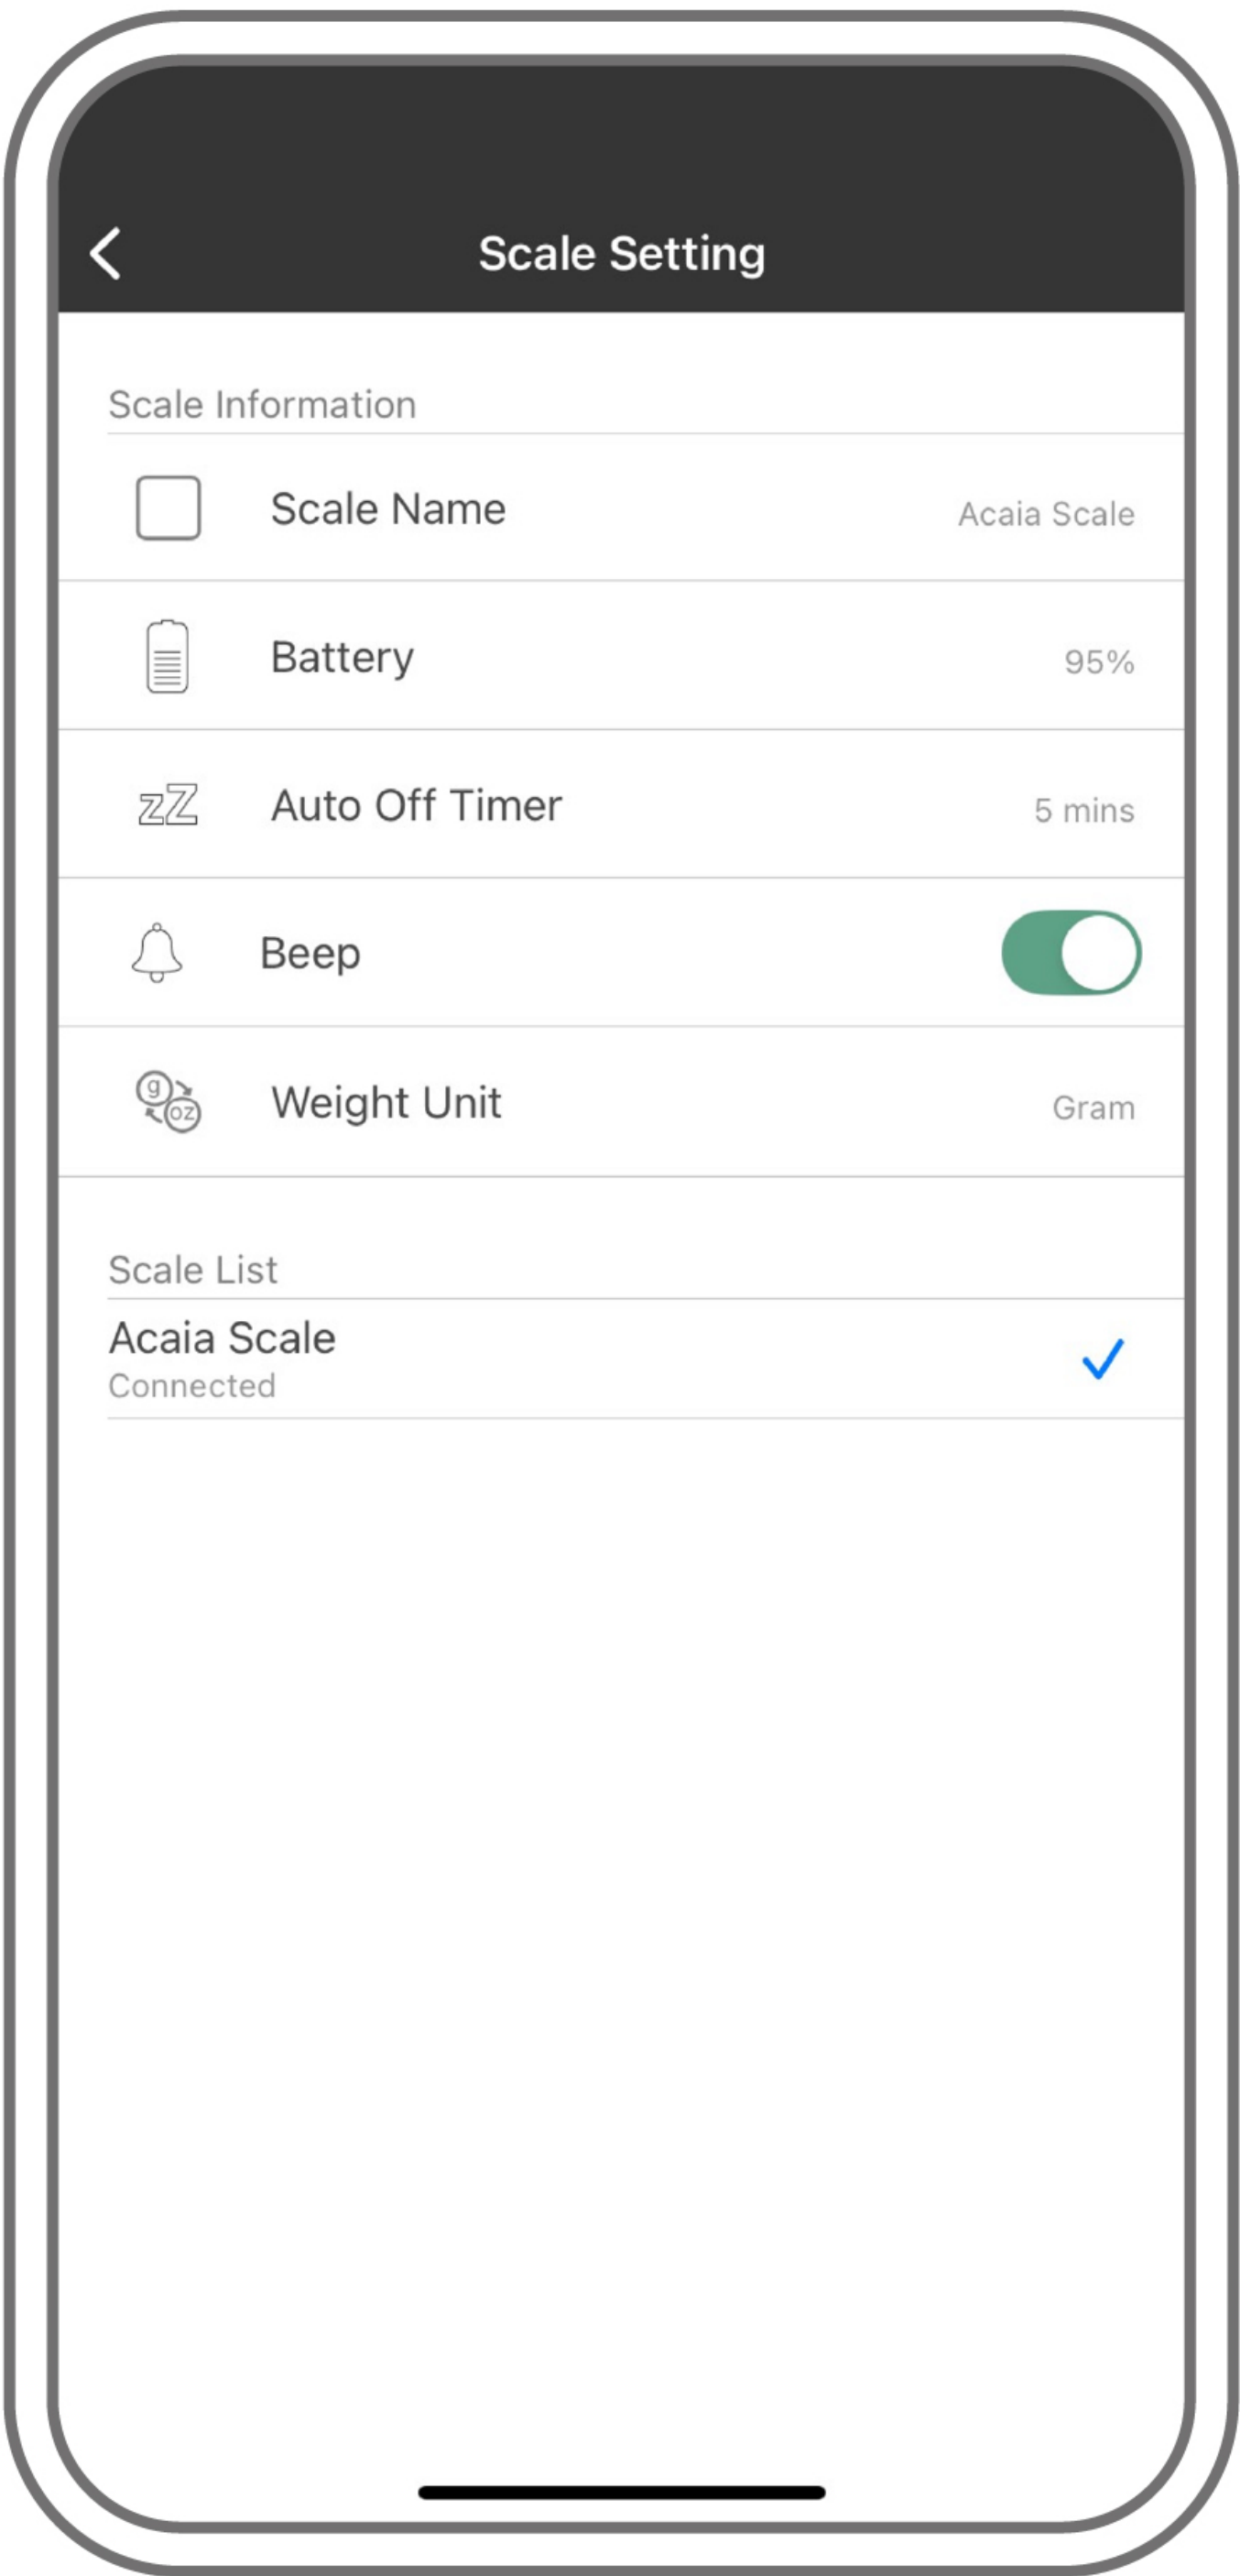 Scale Setting
Scale Information
Scale Name Acaia Scale
Battery 95%
zZ Auto Off Timer 5 mins
Beep
g oz Weight Unit Gram
Scale List
Acaia Scale
Connected